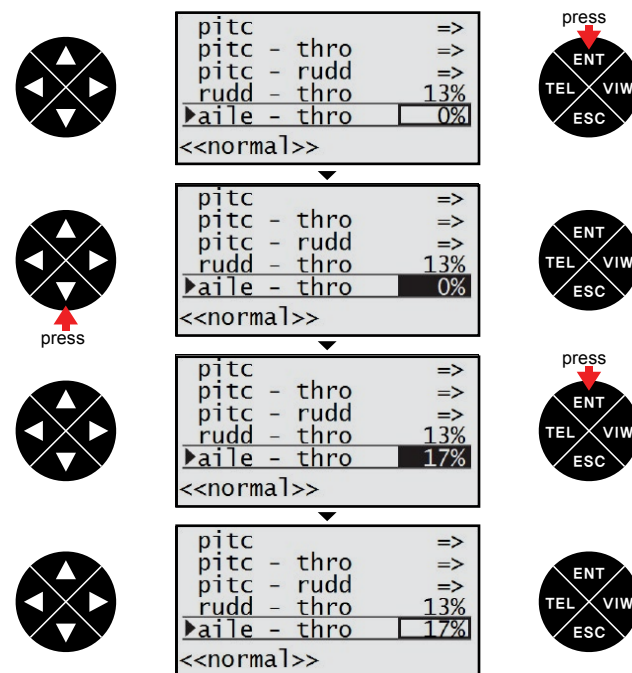 press
pitc =>
pitc - thro =>
pitc - rudd =>
rudd - thro 13%
aile - thro 0%
<<normal>>
ENT
TEL VIW
ESC
pitc =>
pitc - thro =>
pitc - rudd =>
rudd - thro 13%
aile - thro 0%
<<normal>>
ENT
TEL VIW
ESC
press
press
pitc =>
pitc - thro =>
pitc - rudd =>
rudd - thro 13%
aile - thro 17%
<<normal>>
ENT
TEL VIW
ESC
pitc =>
pitc - thro =>
pitc - rudd =>
rudd - thro 13%
aile - thro 17%
<<normal>>
ENT
TEL VIW
ESC